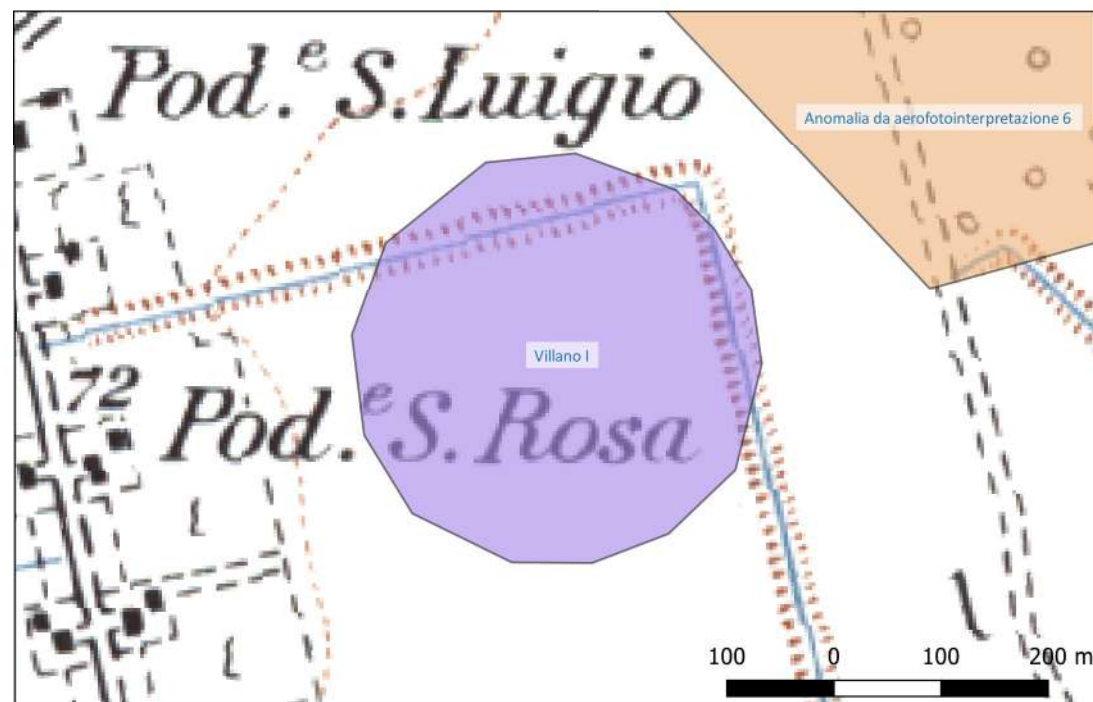 Pod.e S. Luigio
Anomalia da aerofotointerpretazione 6
Villano I
72
Pod.e S. Rosa
100 0 100 200 m